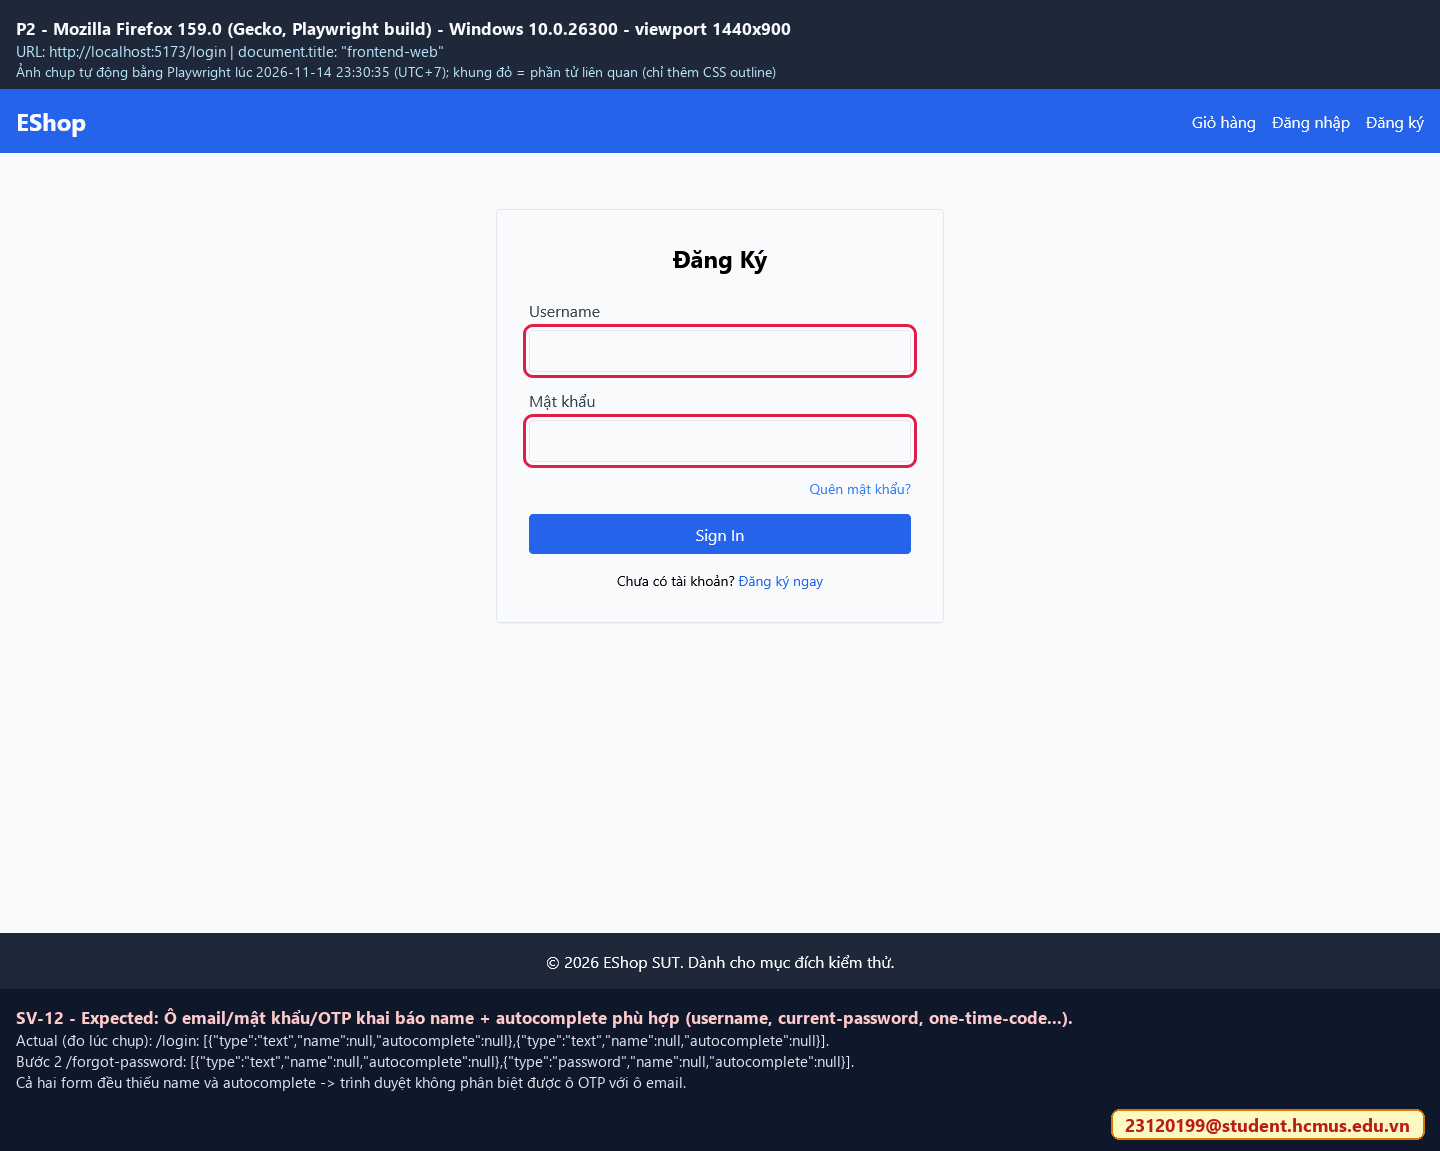 P2 - Mozilla Firefox 159.0 (Gecko, Playwright build) - Windows 10.0.26300 - viewport 1440x900
URL: http://localhost:5173/login | document.title: "frontend-web"
Ảnh chụp tự động bằng Playwright lúc 2026-11-14 23:30:35 (UTC+7); khung đỏ = phần tử liên quan (chỉ thêm CSS outline)
EShop
Giỏ hàng Đăng nhập Đăng ký
Đăng Ký
Username
Mật khẩu
Quên mật khẩu?
Sign In
Chưa có tài khoản? Đăng ký ngay
© 2026 EShop SUT. Dành cho mục đích kiểm thử.
SV-12 - Expected: Ô email/mật khẩu/OTP khai báo name + autocomplete phù hợp (username, current-password, one-time-code...).
Actual (đo lúc chụp): /login: [{"type":"text","name":null,"autocomplete":null},{"type":"text","name":null,"autocomplete":null}].
Bước 2 /forgot-password: [{"type":"text","name":null,"autocomplete":null},{"type":"password","name":null,"autocomplete":null}].
Cả hai form đều thiếu name và autocomplete -> trình duyệt không phân biệt được ô OTP với ô email.
23120199@student.hcmus.edu.vn